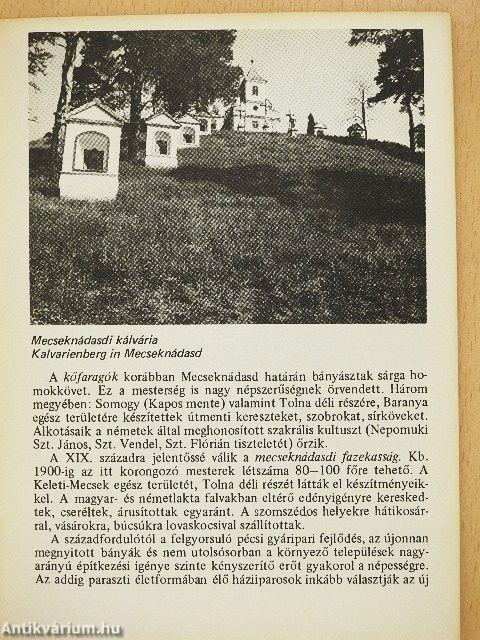 Mecseknádasdi kálvária
Kalvarienberg in Mecseknádasd
A kőfaragók korábban Mecseknádasd határán bányásztak sárga ho-
mokkövet. Ez a mesterség is nagy népszerűségnek örvendett. Három
megyében: Somogy (Kapos mente) valamint Tolna déli részére, Baranya
egész területére készítettek útmenti kereszteket, szobrokat, sírköveket.
Alkotásaik a németek által meghonosított szakrális kultuszt (Nepomuki
Szt. János, Szt. Vendel, Szt. Flórián tiszteletét) őrzik.
A XIX. századra jelentőssé válik a mecseknádasdi fazekasság. Kb.
1900-ig az itt korongozó mesterek létszáma 80—100 főre tehető. A
Keleti-Mecsek egész területét, Tolna déli részét látták el készítményeik-
kel. A magyar- és németlakta falvakban eltérő edényigényre keresked-
tek, cseréltek, árusítottak egyaránt. A szomszédos helyekre hátikosár-
ral, vásárokra, búcsúkra lovaskocsival szállítottak.
A századfordulótól a felgyorsuló pécsi gyáripari fejlődés, az újonnan
megnyitott bányák és nem utolsósorban a környező települések nagy-
arányú építkezési igénye szinte kényszerítő erőt gyakorol a népességre.
Az addig paraszti életformában élő háziiparosok inkább választják az új
Antikvárium.hu